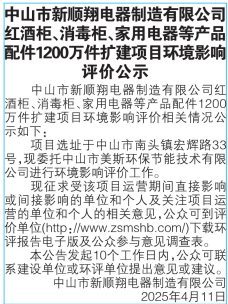 中山市新顺翔电器制造有限公司
红酒柜、消毒柜、家用电器等产品
配件1200万件扩建项目环境影响
评价公示
中山市新顺翔电器制造有限公司红
酒柜、消毒柜、家用电器等产品配件1200
万件扩建项目环境影响评价相关情况公
示如下：
项目选址于中山市南头镇宏辉路33
号，现委托中山市美斯环保节能技术有限
公司进行环境影响评价工作。
现征求受该项目运营期间直接影响
或间接影响的单位和个人及关注项目运
营的单位和个人的相关意见，公众可到评
价单位(http://www.zsmshb.com/)下载环
评报告电子版及公众参与意见调查表。
本公告发起10个工作日内，公众可联
系建设单位或环评单位提出意见或建议。
中山市新顺翔电器制造有限公司
2025年4月11日